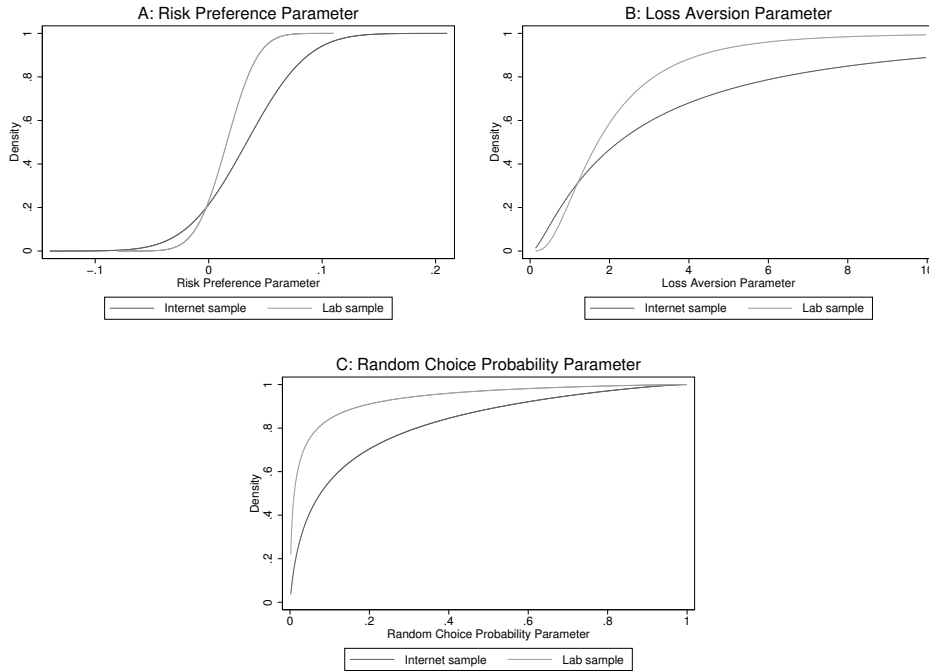 A: Risk Preference Parameter
Density
0 .2 .4 .6 .8 1
−.1 0 .1 .2
Risk Preference Parameter
Internet sample Lab sample
B: Loss Aversion Parameter
Density
0 .2 .4 .6 .8 1
0 2 4 6 8 10
Loss Aversion Parameter
Internet sample Lab sample
C: Random Choice Probability Parameter
Density
0 .2 .4 .6 .8 1
0 .2 .4 .6 .8 1
Random Choice Probability Parameter
Internet sample Lab sample